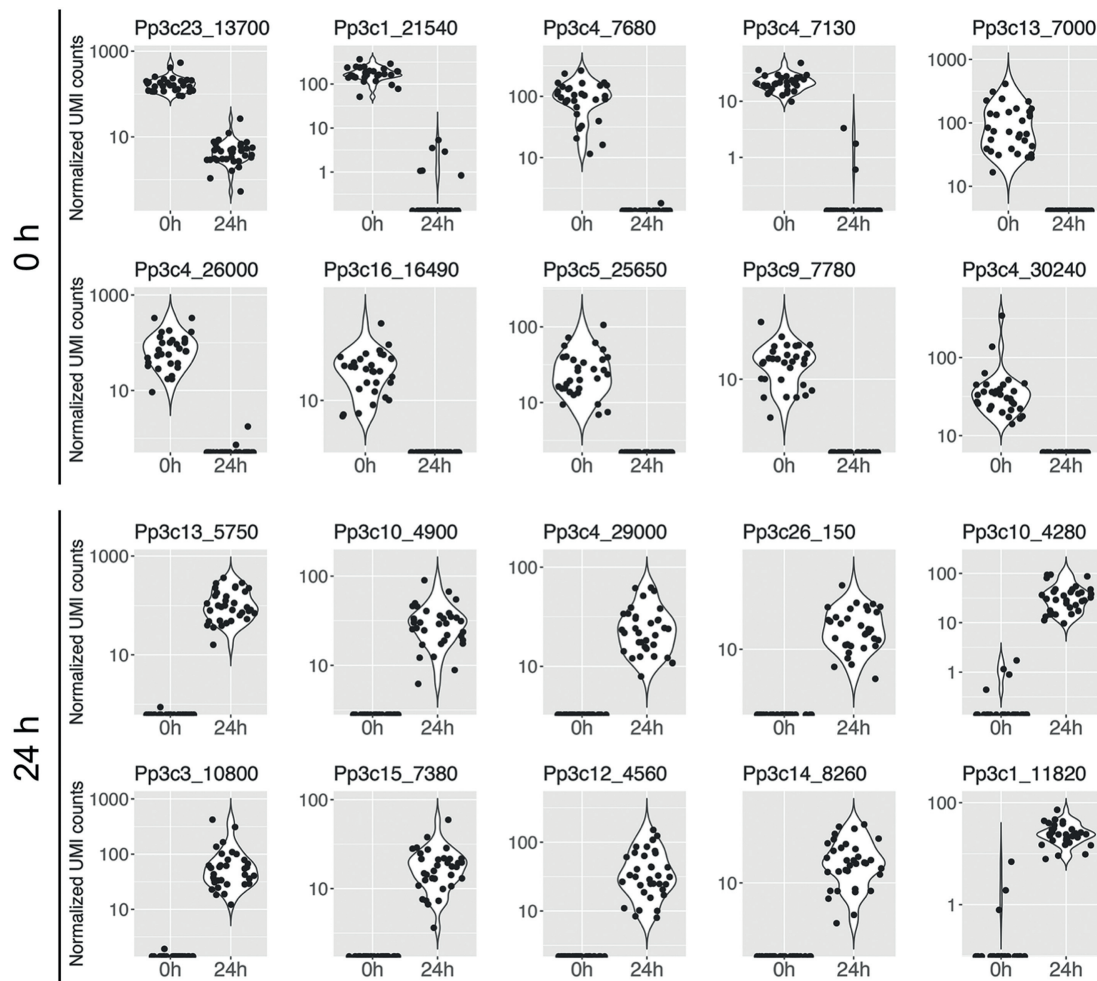 0 h
Normalized UMI counts
Pp3c23_13700
1000
10
0h 24h
Pp3c1_21540
100
10
1
0h 24h
Pp3c4_7680
100
10
0h 24h
Pp3c4_7130
10
1
0h 24h
Pp3c13_7000
1000
100
10
0h 24h
Normalized UMI counts
Pp3c4_26000
1000
10
0h 24h
Pp3c16_16490
10
0h 24h
Pp3c5_25650
100
10
0h 24h
Pp3c9_7780
10
0h 24h
Pp3c4_30240
100
10
0h 24h
24 h
Normalized UMI counts
Pp3c13_5750
1000
10
0h 24h
Pp3c10_4900
100
10
0h 24h
Pp3c4_29000
100
10
0h 24h
Pp3c26_150
10
0h 24h
Pp3c10_4280
100
10
1
0h 24h
Normalized UMI counts
Pp3c3_10800
1000
100
10
0h 24h
Pp3c15_7380
100
10
0h 24h
Pp3c12_4560
100
10
0h 24h
Pp3c14_8260
10
0h 24h
Pp3c1_11820
100
1
0h 24h